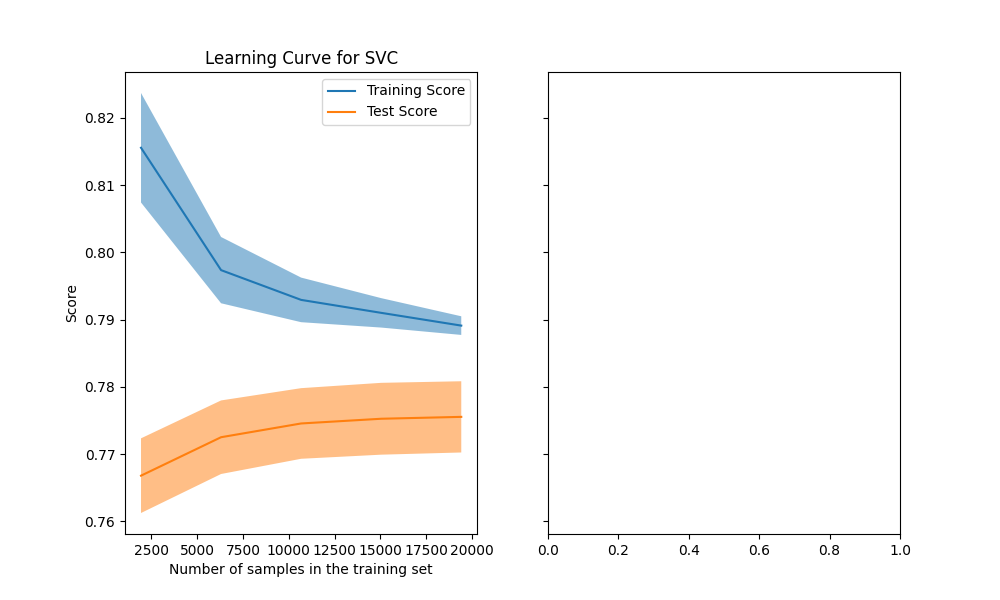 Learning Curve for SVC
Training Score
Test Score
0.82
0.81
0.80
0.79
0.78
0.77
0.76
Score
2500 5000 7500 10000 12500 15000 17500 20000
Number of samples in the training set
0.0 0.2 0.4 0.6 0.8 1.0